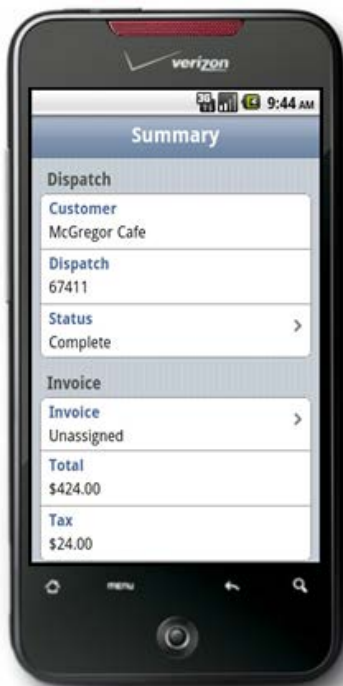 verizon
3G
9:44 AM
Summary
Dispatch
Customer
McGregor Cafe
Dispatch
67411
Status
Complete
Invoice
Invoice
Unassigned
Total
$424.00
Tax
$24.00
MENU